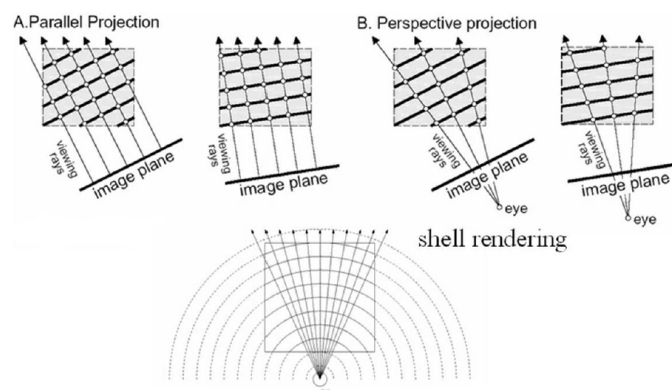 A.Parallel Projection
B. Perspective projection
viewing
rays
image plane
viewing
rays
image plane
viewing
rays
image plane
eye
viewing
rays
image plane
eye
shell rendering